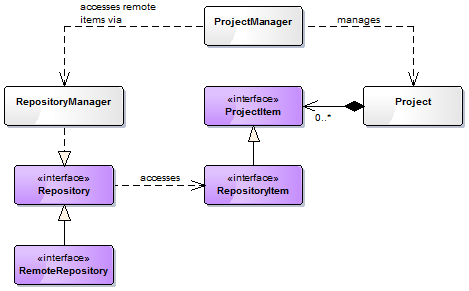 accesses remote
items via
ProjectManager
manages
RepositoryManager
«interface»
ProjectItem
0..*
Project
«interface»
Repository
accesses
«interface»
RepositoryItem
«interface»
RemoteRepository